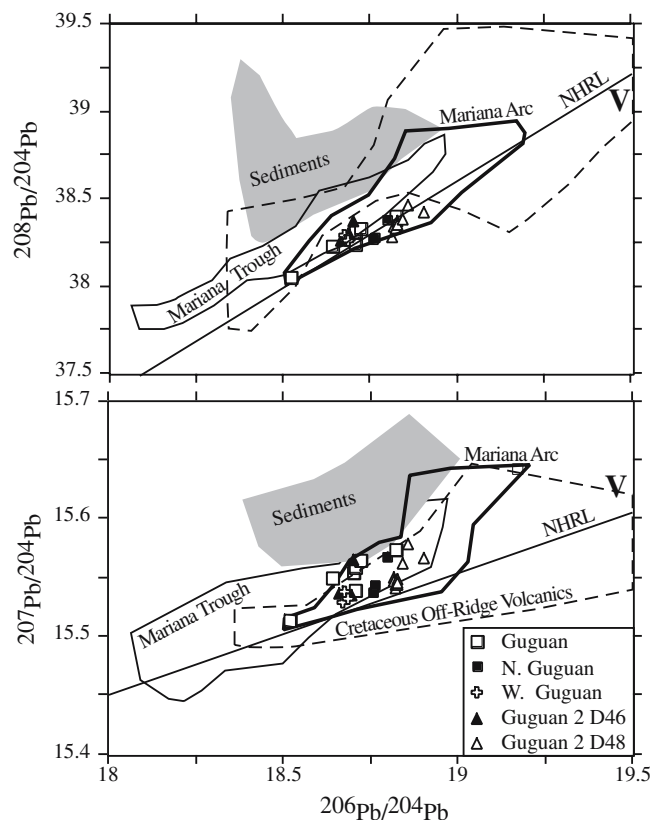 39.5
39
38.5
38
37.5
208Pb/204Pb
Sediments
Mariana Arc
NHRL
V
Mariana Trough
15.7
15.6
15.5
15.4
207Pb/204Pb
Sediments
Mariana Arc
V
NHRL
Mariana Trough
Cretaceous Off-Ridge Volcanics
Guguan
N. Guguan
W. Guguan
Guguan 2 D46
Guguan 2 D48
18
18.5
19
19.5
206Pb/204Pb